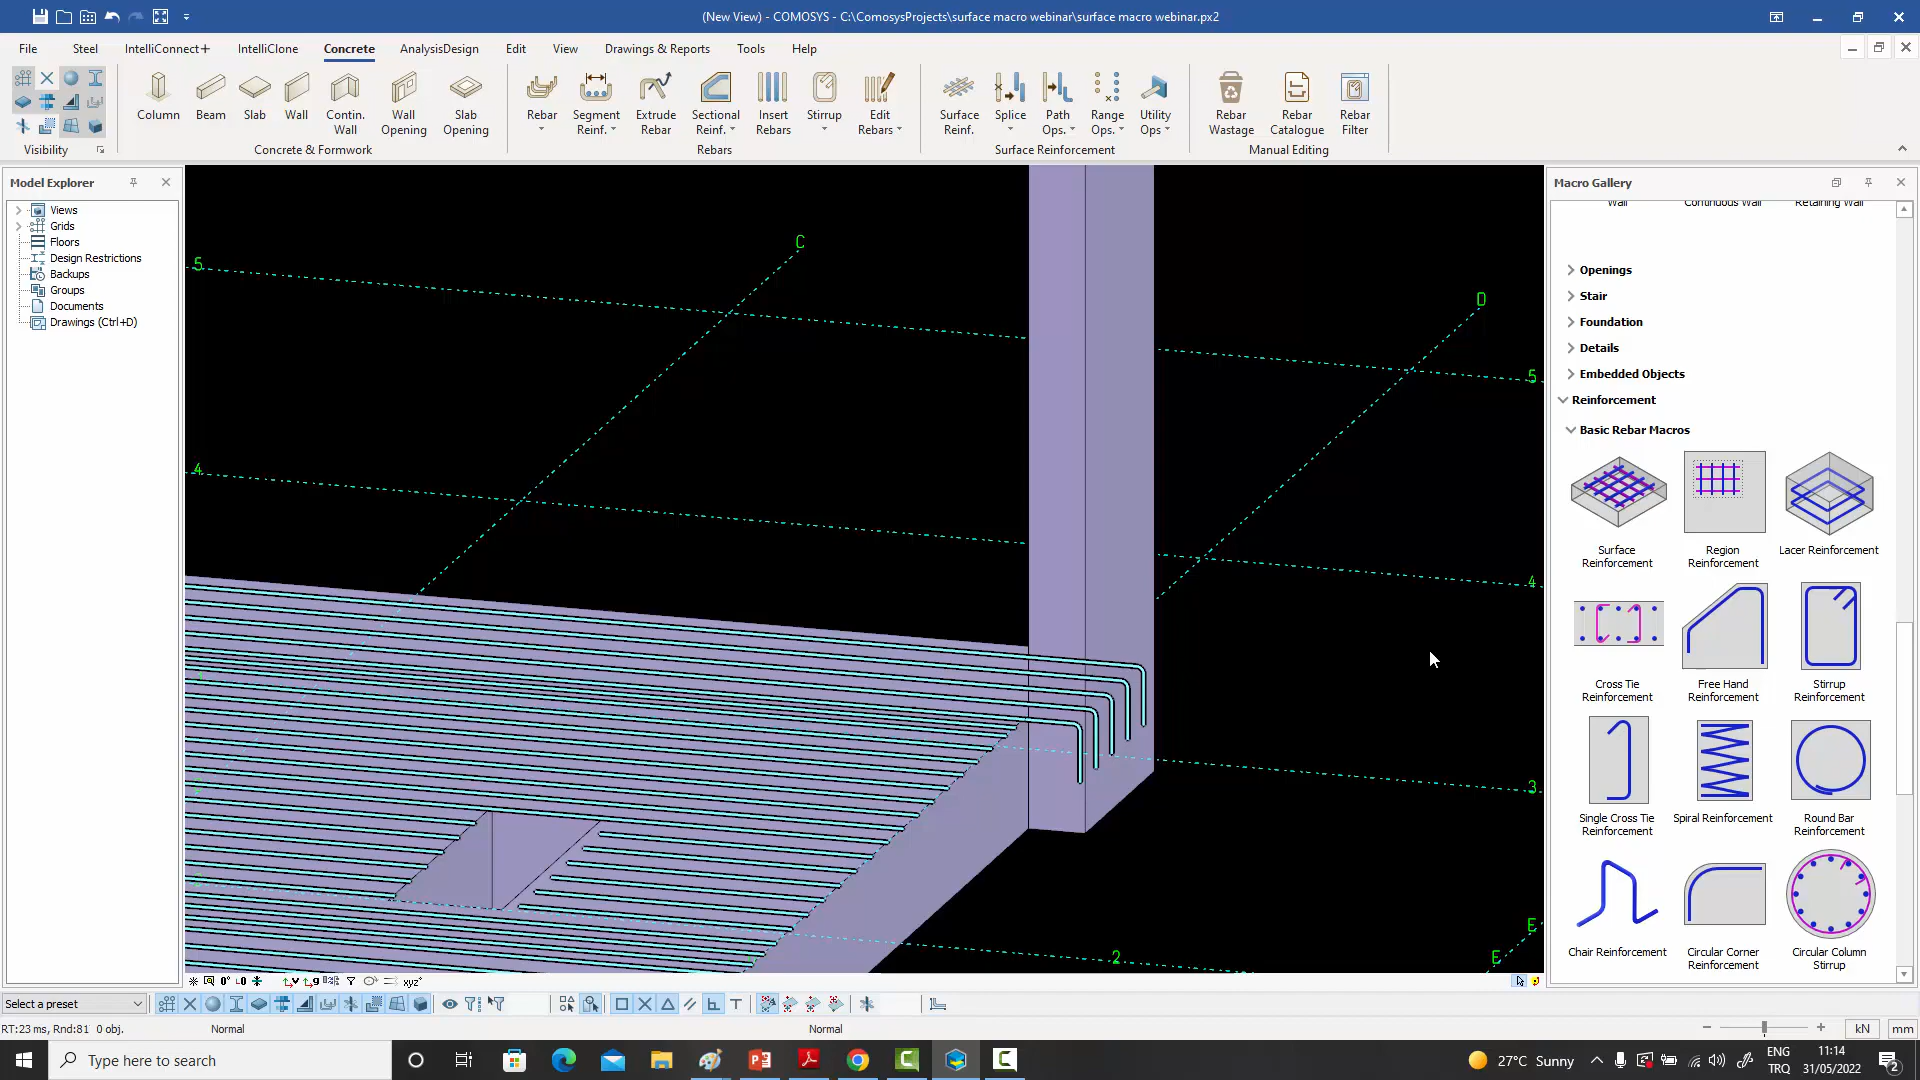 (New View) - COMOSYS - C:\ComosysProjects\surface macro webinar\surface macro webinar.px2
File Steel IntelliConnect+ IntelliClone Concrete AnalysisDesign Edit View Drawings & Reports Tools Help
Column Beam Slab Wall Contin. Wall Wall Opening Slab Opening
Rebar Segment Reinf. Extrude Rebar Sectional Reinf. Insert Rebars Stirrup Edit Rebars
Surface Reinf. Splice Path Ops. Range Ops. Utility Ops
Rebar Wastage Rebar Catalogue Rebar Filter
Visibility Concrete & Formwork Rebars Surface Reinforcement Manual Editing
Model Explorer
Views
Grids
Floors
Design Restrictions
Backups
Groups
Documents
Drawings (Ctrl+D)
C
5
D
5
4
4
3
E
2
E
Macro Gallery
Wall Continuous Wall Retaining Wall
Openings
Stair
Foundation
Details
Embedded Objects
Reinforcement
Basic Rebar Macros
Surface Reinforcement
Region Reinforcement
Lacer Reinforcement
Cross Tie Reinforcement
Free Hand Reinforcement
Stirrup Reinforcement
Single Cross Tie Reinforcement
Spiral Reinforcement
Round Bar Reinforcement
Chair Reinforcement
Circular Corner Reinforcement
Circular Column Stirrup
xyz
Select a preset
RT:23 ms, Rnd:81 0 obj. Normal Normal kN mm
Type here to search
27°C Sunny
ENG
TRQ
11:14
31/05/2022
2